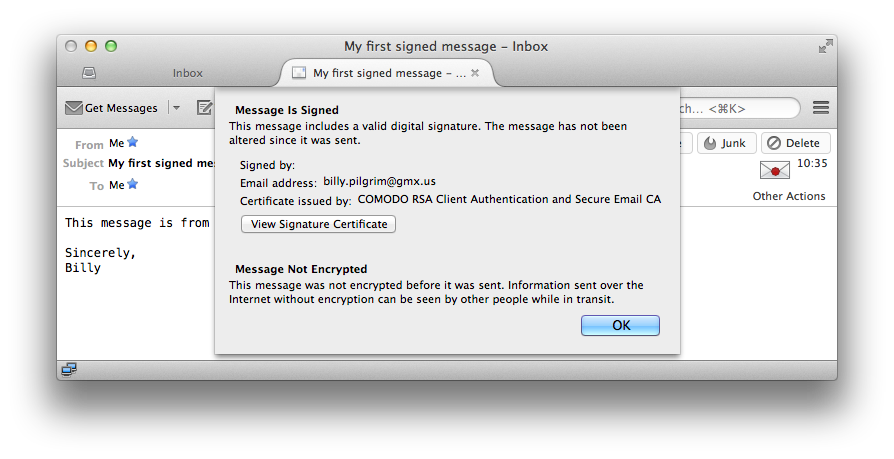 My first signed message – Inbox
Inbox
My first signed message – ...
Get Messages
ch... <⌘K>
Message Is Signed
This message includes a valid digital signature. The message has not been
altered since it was sent.
Signed by:
Email address: billy.pilgrim@gmx.us
Certificate issued by: COMODO RSA Client Authentication and Secure Email CA
View Signature Certificate
Message Not Encrypted
This message was not encrypted before it was sent. Information sent over the
Internet without encryption can be seen by other people while in transit.
OK
From Me
Junk
Delete
Subject My first signed mes
10:35
To Me
Other Actions
This message is from
Sincerely,
Billy